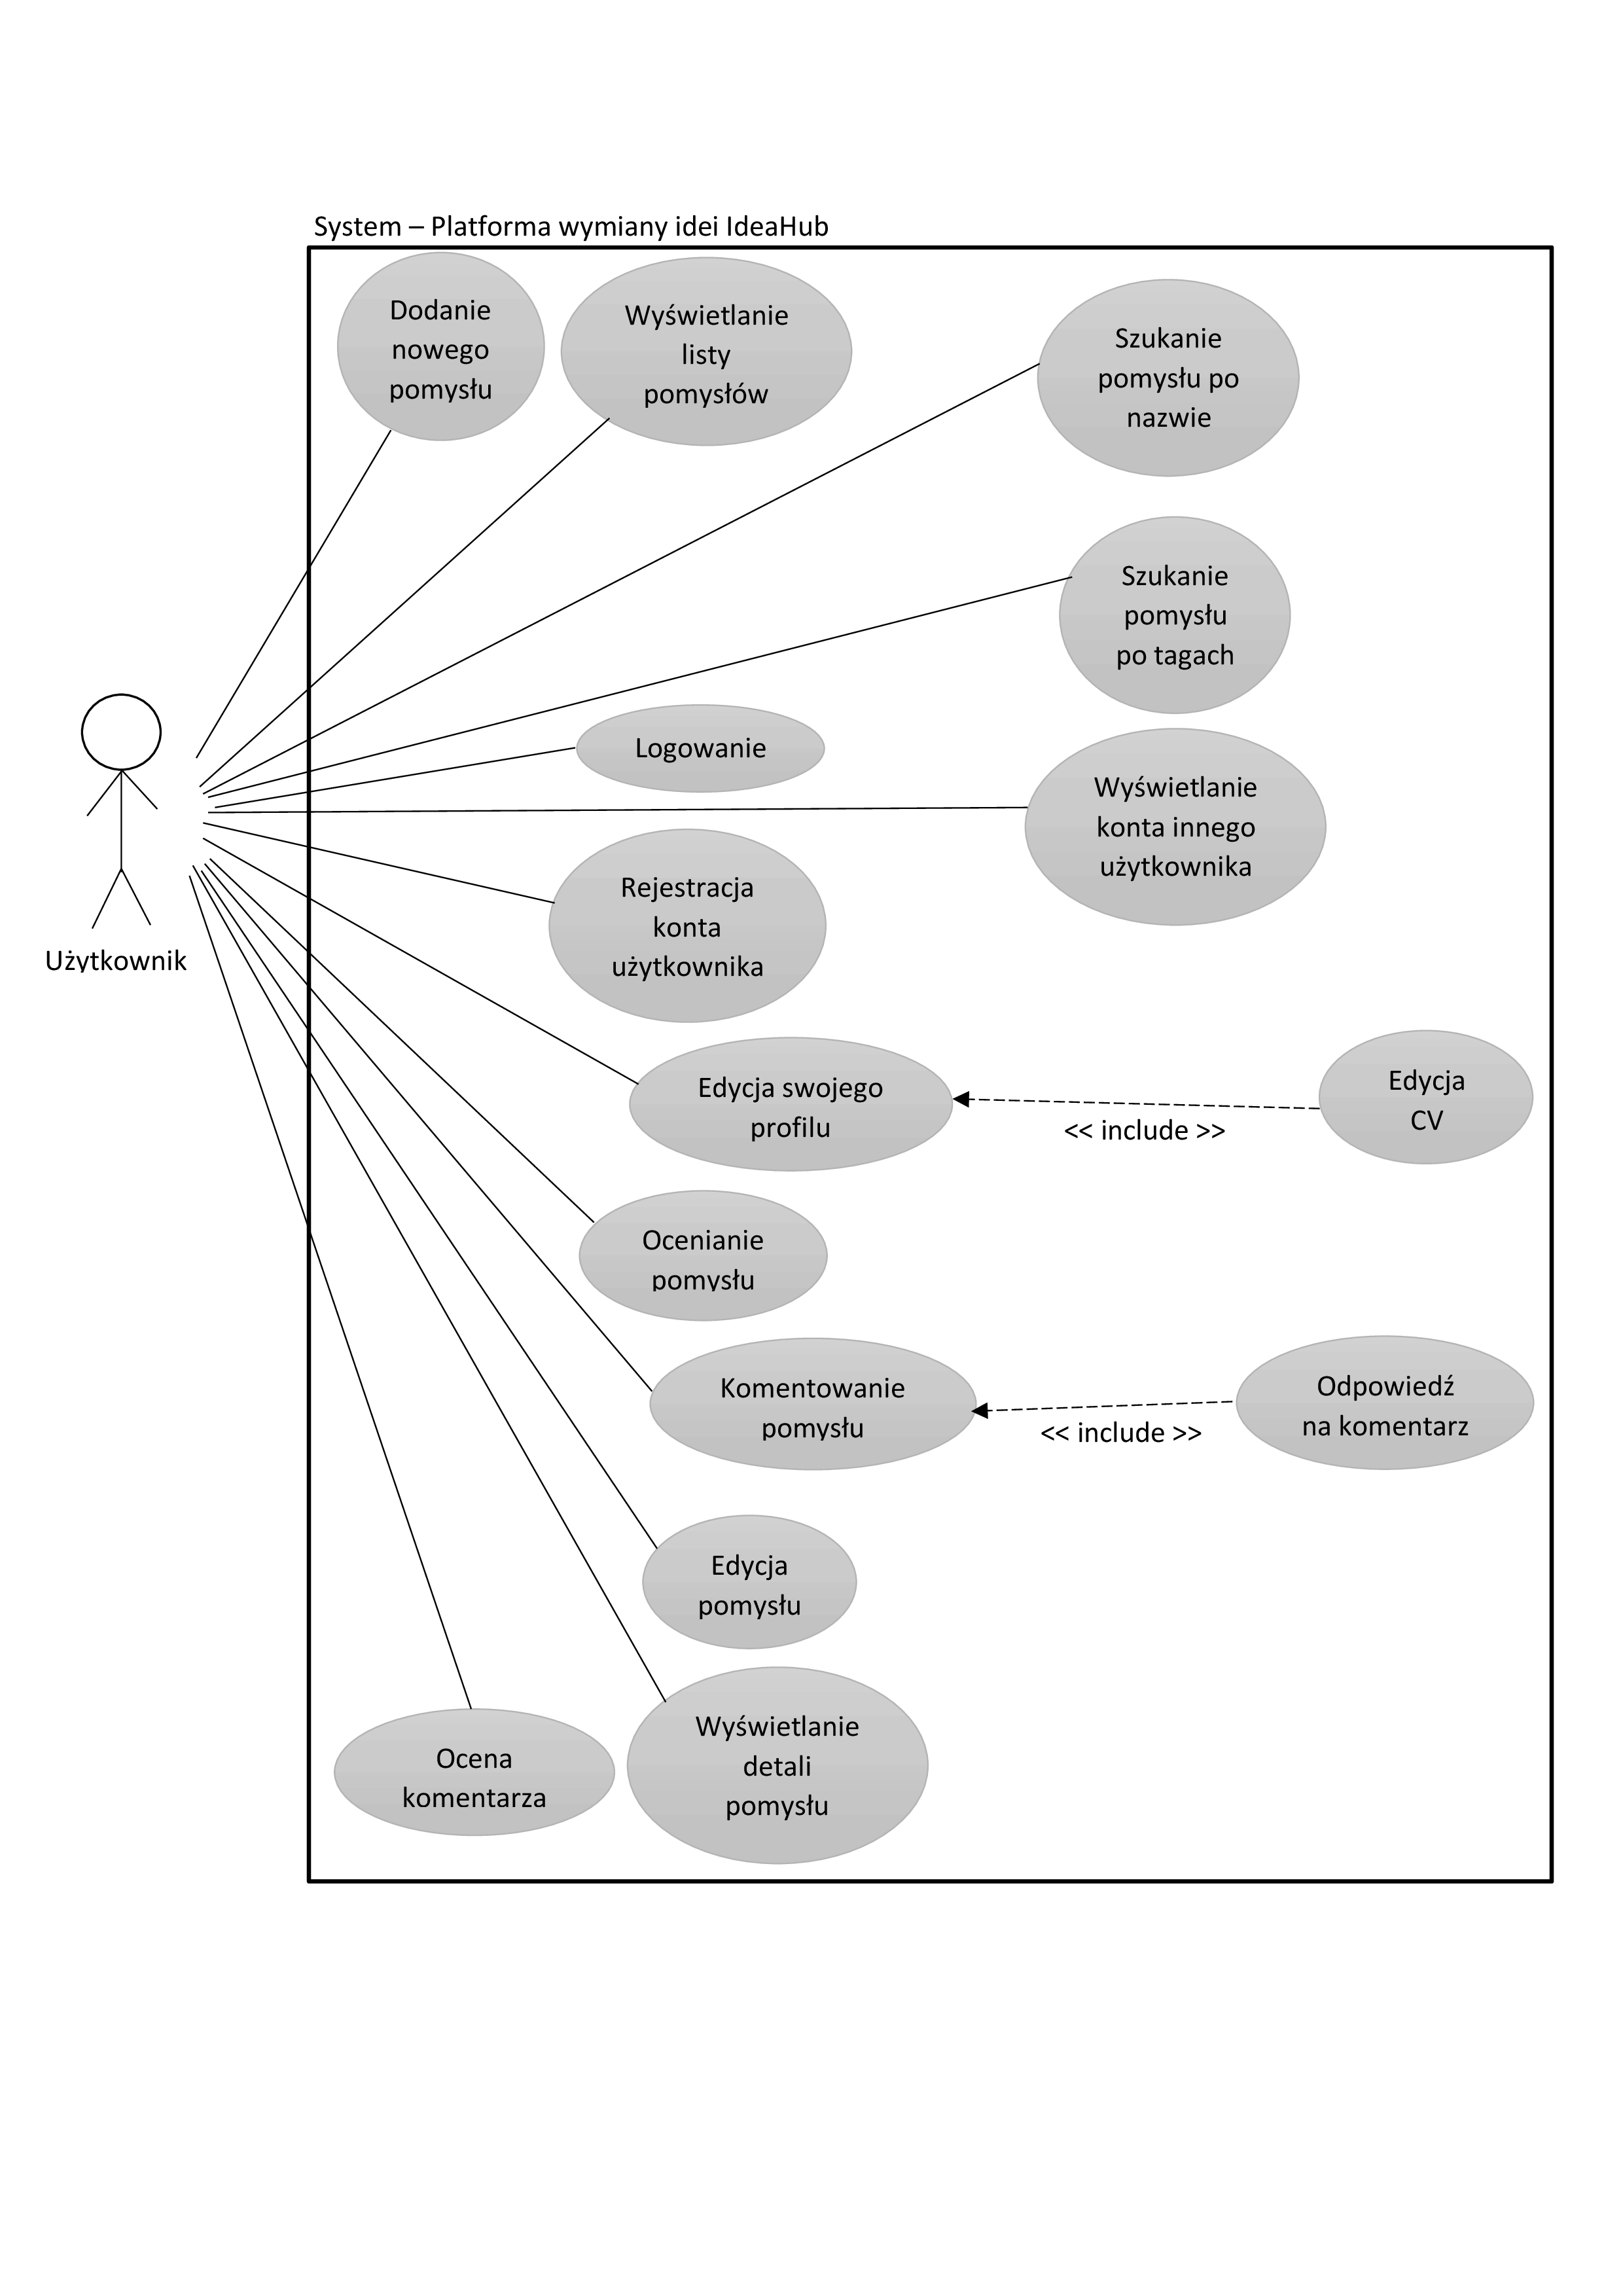 System – Platforma wymiany idei IdeaHub
Dodanie
nowego
pomysłu
Wyświetlanie
listy
pomysłów
Szukanie
pomysłu po
nazwie
Szukanie
pomysłu
po tagach
Logowanie
Wyświetlanie
konta innego
użytkownika
Rejestracja
konta
użytkownika
Użytkownik
Edycja swojego
profilu
<< include >>
Edycja
CV
Ocenianie
pomysłu
Komentowanie
pomysłu
<< include >>
Odpowiedź
na komentarz
Edycja
pomysłu
Wyświetlanie
detali
pomysłu
Ocena
komentarza